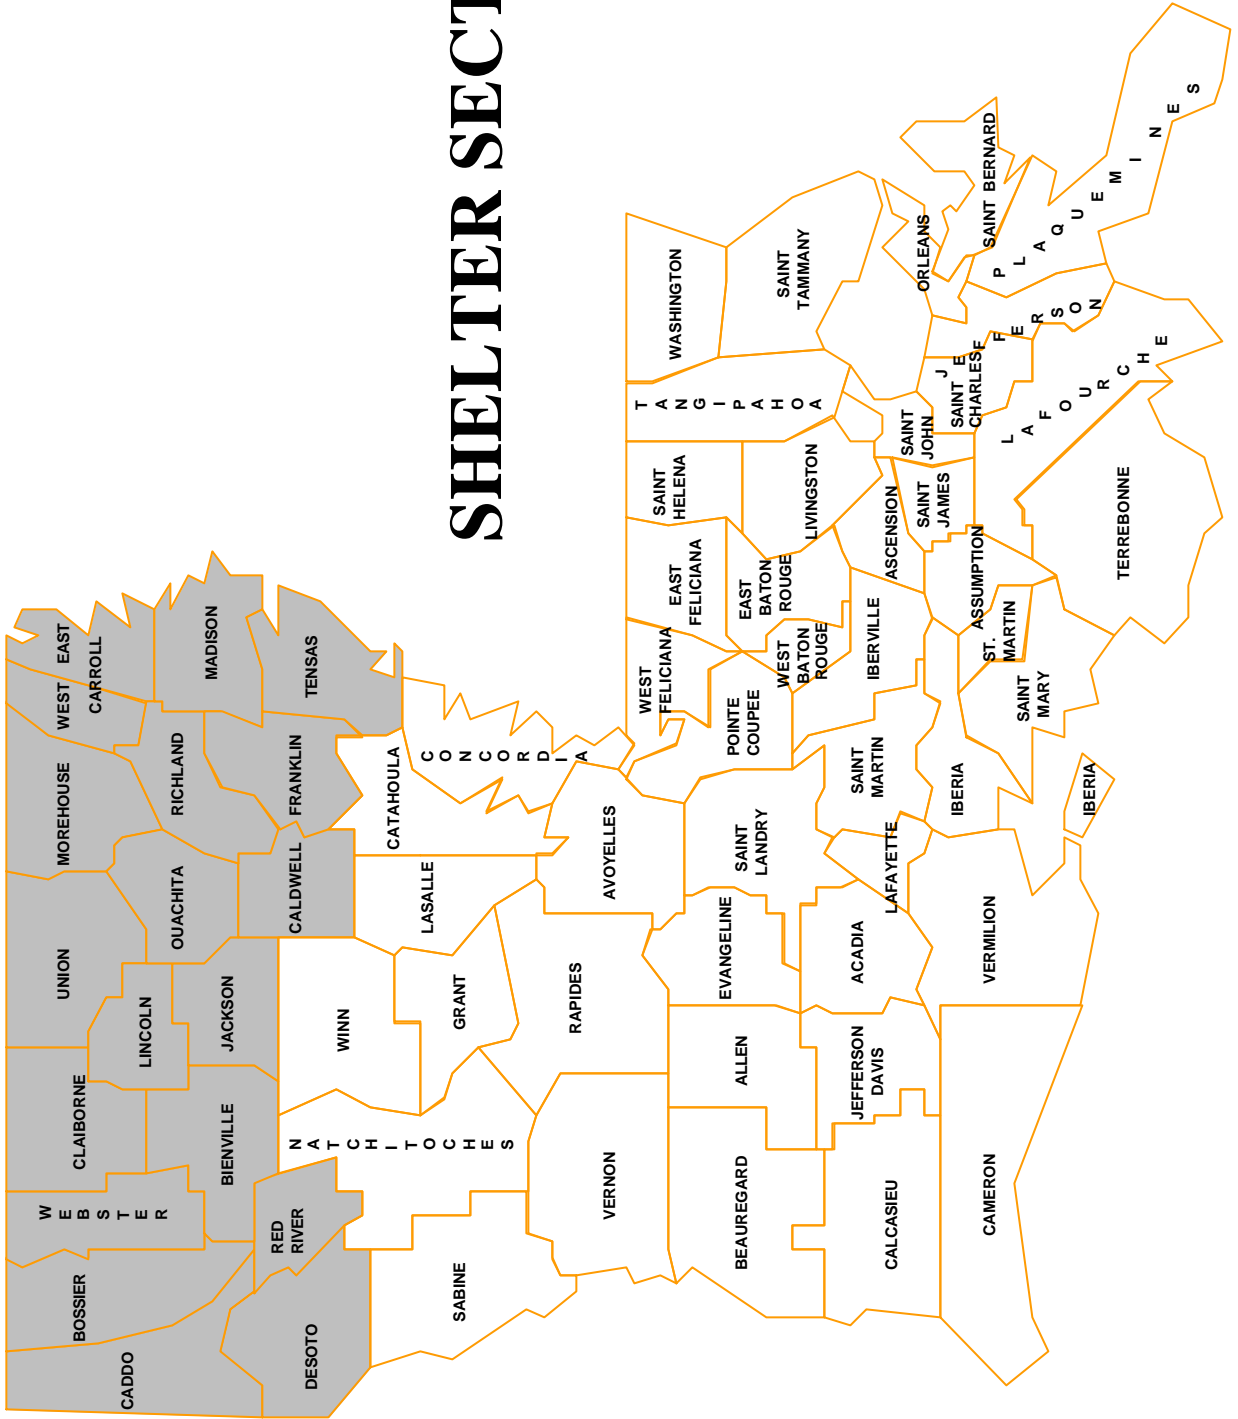 SHELTER SECT
CADDO
BOSSIER
WEBSTER
CLAIBORNE
UNION
MOREHOUSE
WEST
EAST
CARROLL
LINCOLN
OUACHITA
RICHLAND
MADISON
DESOTO
RED
RIVER
BIENVILLE
JACKSON
CALDWELL
FRANKLIN
TENSAS
SABINE
NATCHITOCHES
WINN
GRANT
LASALLE
CATAHOULA
CONCORDIA
VERNON
RAPIDES
AVOYELLES
BEAUREGARD
ALLEN
EVANGELINE
SAINT
LANDRY
POINTE
COUPEE
WEST
FELICIANA
EAST
FELICIANA
SAINT
HELENA
TANGIPAHOA
WASHINGTON
SAINT
TAMMANY
WEST
BATON
ROUGE
EAST
BATON
ROUGE
LIVINGSTON
CALCASIEU
JEFFERSON
DAVIS
ACADIA
LAFAYETTE
SAINT
MARTIN
IBERVILLE
ASCENSION
SAINT
JAMES
SAINT
JOHN
SAINT
CHARLES
ORLEANS
SAINT BERNARD
CAMERON
VERMILION
IBERIA
IBERIA
SAINT
MARY
ST.
MARTIN
ASSUMPTION
TERREBONNE
LAFOURCHE
JEFFERSON
PLAQUEMINES